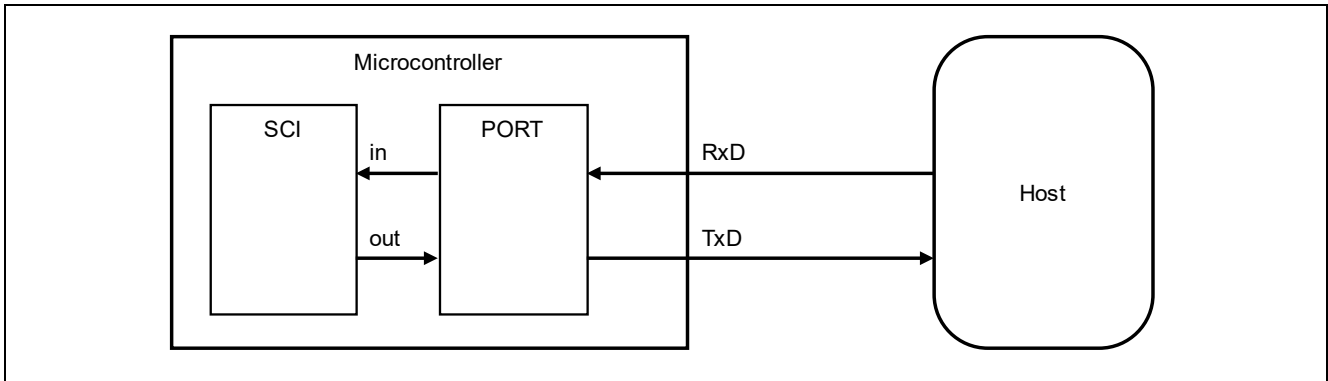 Microcontroller
SCI
PORT
in
RxD
Host
out
TxD